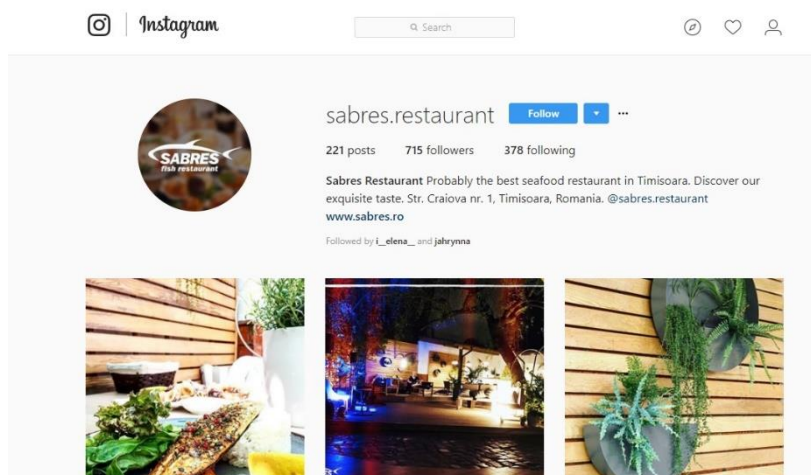 Instagram
Search
sabres.restaurant Follow ...
221 posts 715 followers 378 following
Sabres Restaurant Probably the best seafood restaurant in Timisoara. Discover our
exquisite taste. Str. Craiova nr. 1, Timisoara, Romania. @sabres.restaurant
www.sabres.ro
Followed by i__elena__ and jahrynna
SABRES
fish restaurant